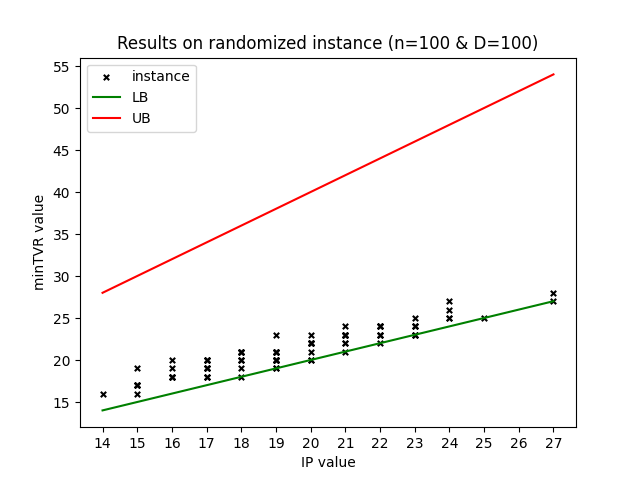 Results on randomized instance (n=100 & D=100)
instance
LB
UB
minTVR value
55
50
45
40
35
30
25
20
15
14 15 16 17 18 19 20 21 22 23 24 25 26 27
IP value